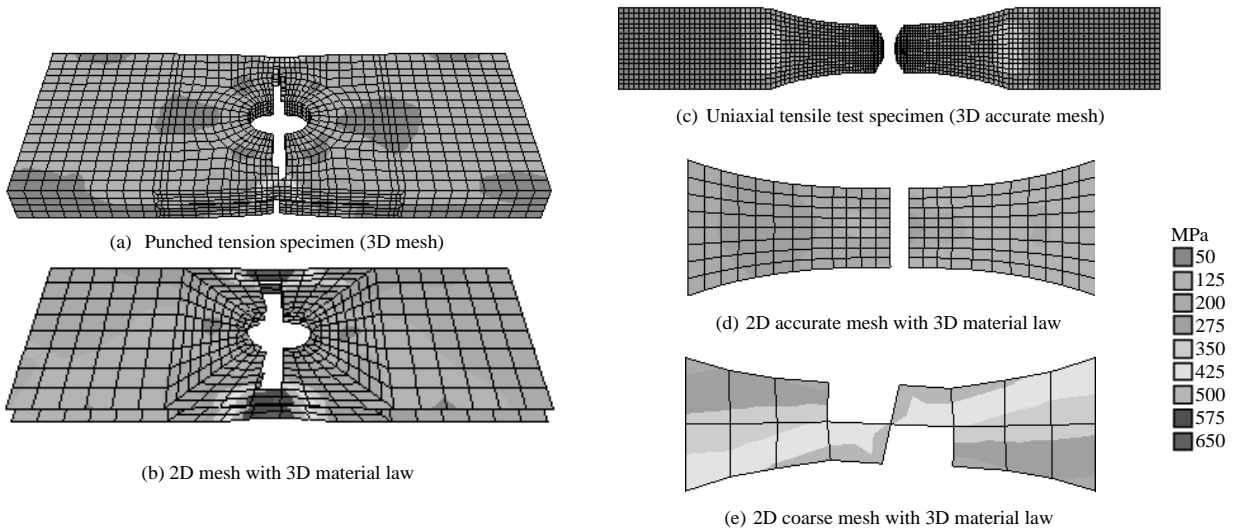 (a) Punched tension specimen (3D mesh)
(b) 2D mesh with 3D material law
(c) Uniaxial tensile test specimen (3D accurate mesh)
(d) 2D accurate mesh with 3D material law
(e) 2D coarse mesh with 3D material law
MPa
50
125
200
275
350
425
500
575
650